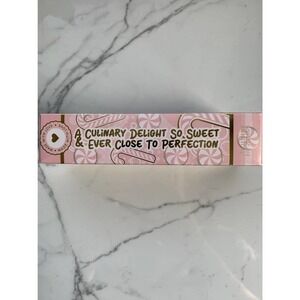 A CULINARY DELIGHT SO SWEET
& EVER CLOSE TO PERFECTION